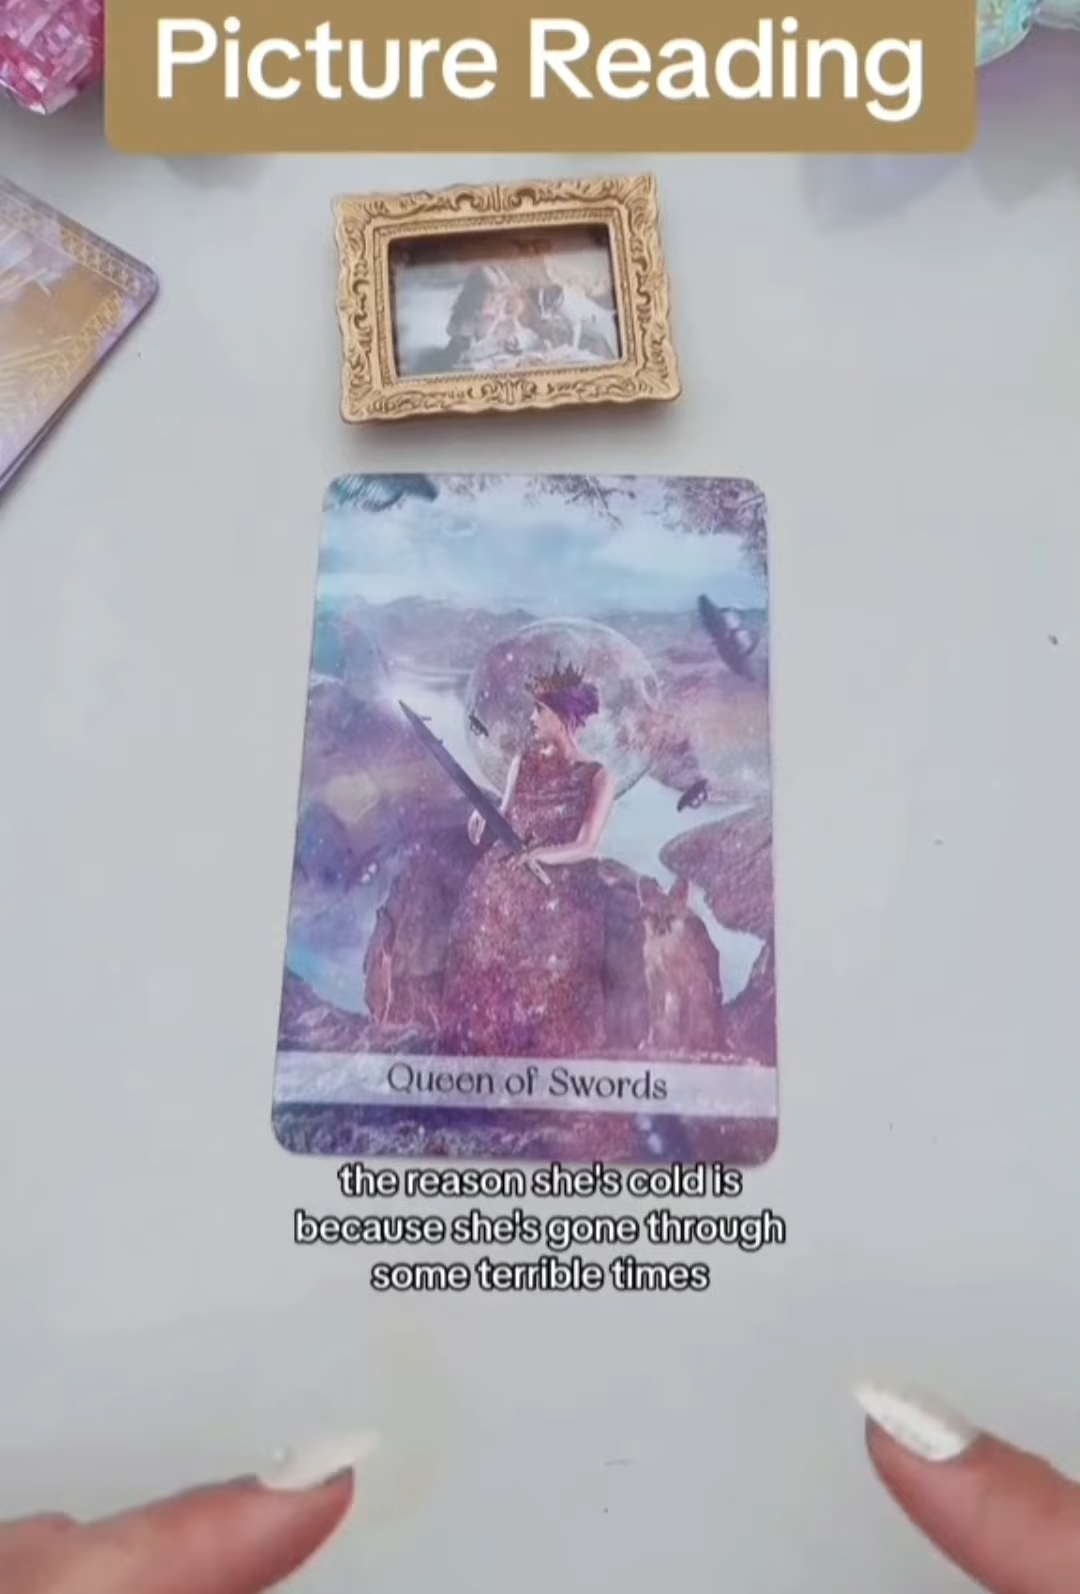 Picture Reading
Queen of Swords
the reason she's cold is
because she's gone through
some terrible times